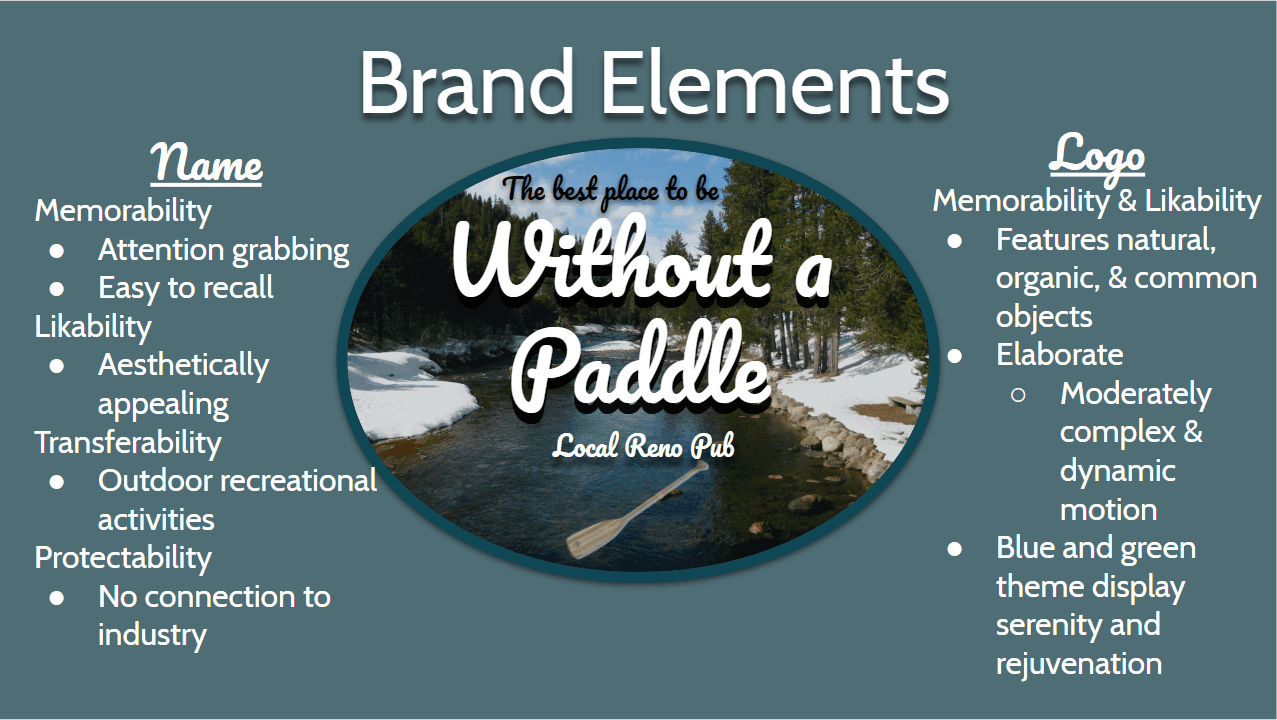 Brand Elements
Name
Memorability
● Attention grabbing
● Easy to recall
Likability
● Aesthetically
appealing
Transferability
● Outdoor recreational
activities
Protectability
● No connection to
industry
The best place to be
Without a
Paddle
Local Reno Pub
Logo
Memorability & Likability
● Features natural,
organic, & common
objects
● Elaborate
○ Moderately
complex &
dynamic
motion
● Blue and green
theme display
serenity and
rejuvenation